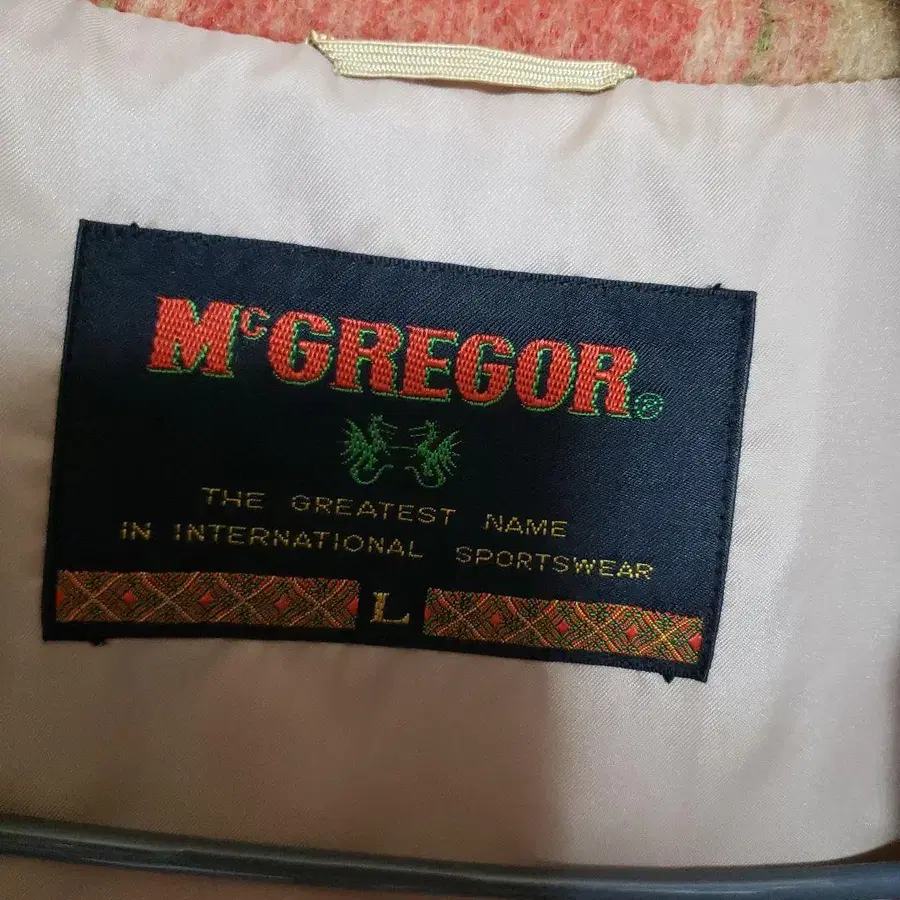 McGREGOR®
THE GREATEST NAME
IN INTERNATIONAL SPORTSWEAR
L